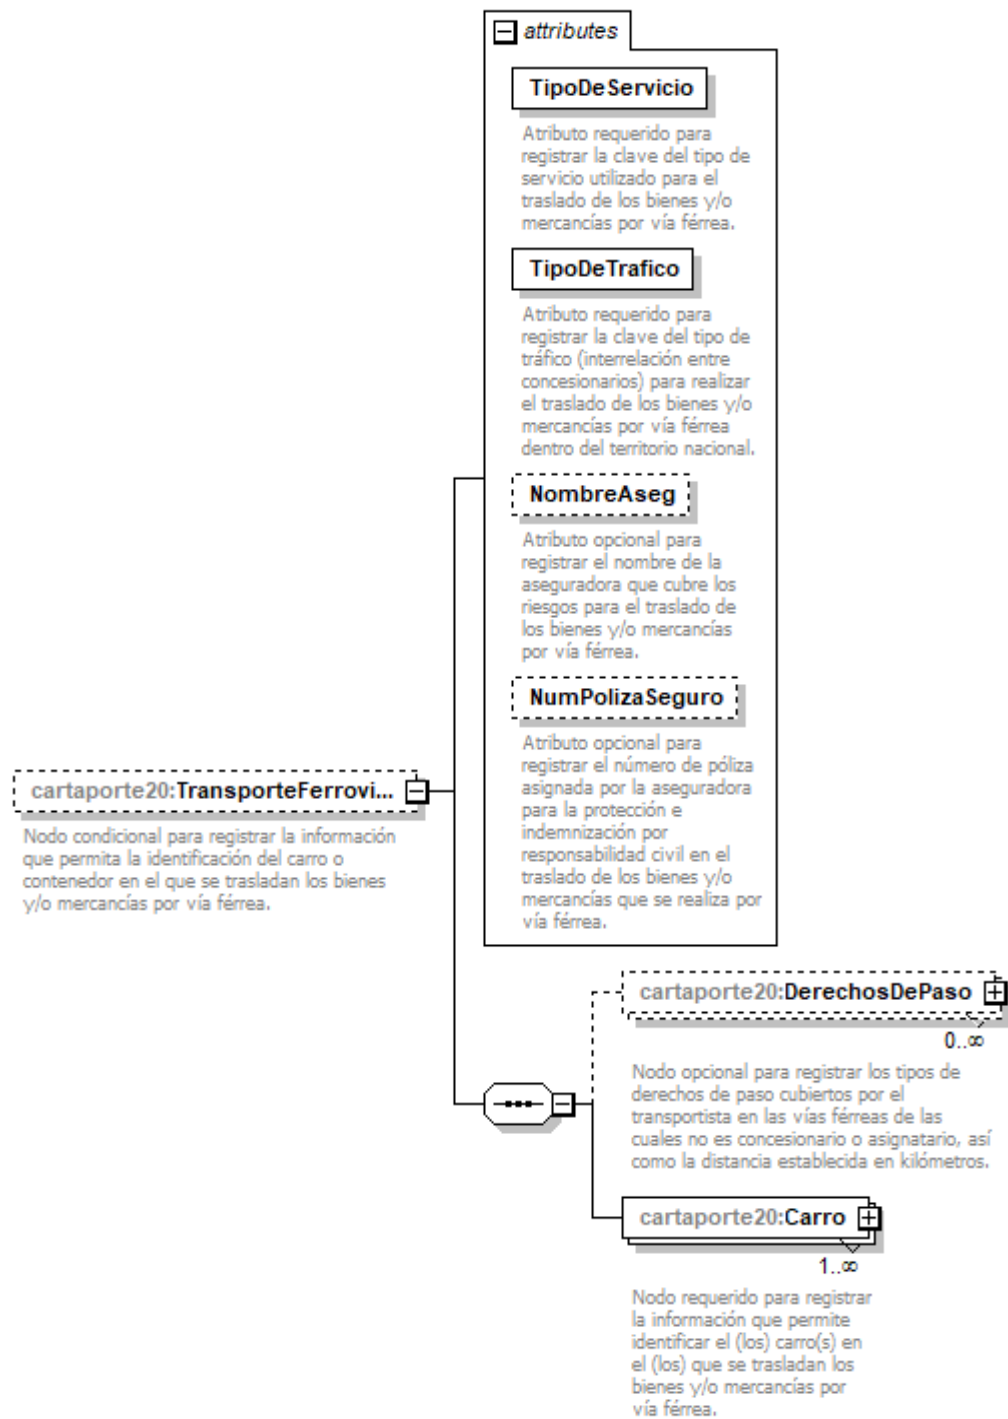 attributes
TipoDeServicio
Atributo requerido para
registrar la clave del tipo de
servicio utilizado para el
traslado de los bienes y/o
mercancías por vía férrea.
TipoDeTrafico
Atributo requerido para
registrar la clave del tipo de
tráfico (interrelación entre
concesionarios) para realizar
el traslado de los bienes y/o
mercancías por vía férrea
dentro del territorio nacional.
NombreAseg
Atributo opcional para
registrar el nombre de la
aseguradora que cubre los
riesgos para el traslado de
los bienes y/o mercancías
por vía férrea.
NumPolizaSeguro
Atributo opcional para
registrar el número de póliza
asignada por la aseguradora
para la protección e
indemnización por
responsabilidad civil en el
traslado de los bienes y/o
mercancías que se realiza por
vía férrea.
cartaporte20:TransporteFerrovi...
Nodo condicional para registrar la información
que permita la identificación del carro o
contenedor en el que se trasladan los bienes
y/o mercancías por vía férrea.
cartaporte20:DerechosDePaso
0..∞
Nodo opcional para registrar los tipos de
derechos de paso cubiertos por el
transportista en las vías férreas de las
cuales no es concesionario o asignatario, así
como la distancia establecida en kilómetros.
cartaporte20:Carro
1..∞
Nodo requerido para registrar
la información que permite
identificar el (los) carro(s) en
el (los) que se trasladan los
bienes y/o mercancías por
vía férrea.